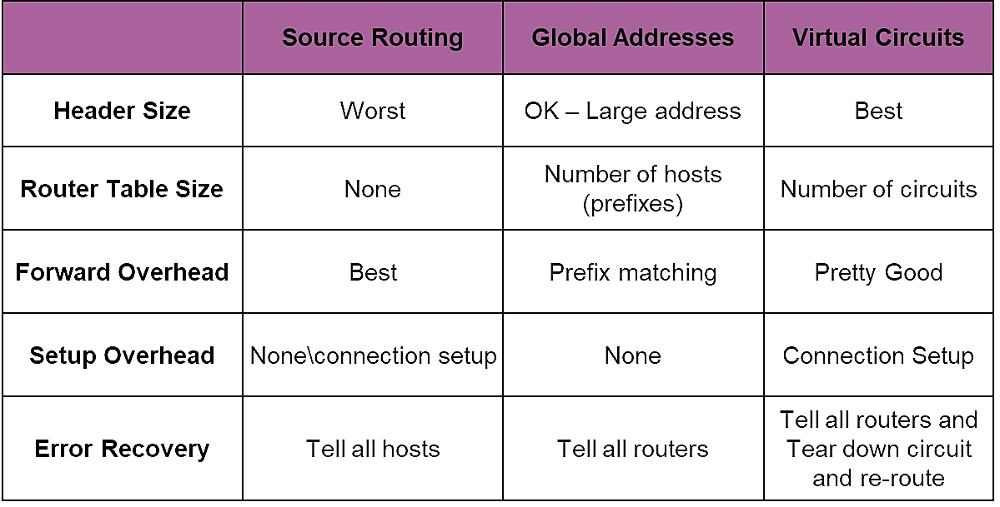 Source Routing
Global Addresses
Virtual Circuits
Header Size
Worst
OK – Large address
Best
Router Table Size
None
Number of hosts
(prefixes)
Number of circuits
Forward Overhead
Best
Prefix matching
Pretty Good
Setup Overhead
None\connection setup
None
Connection Setup
Error Recovery
Tell all hosts
Tell all routers
Tell all routers and
Tear down circuit
and re-route